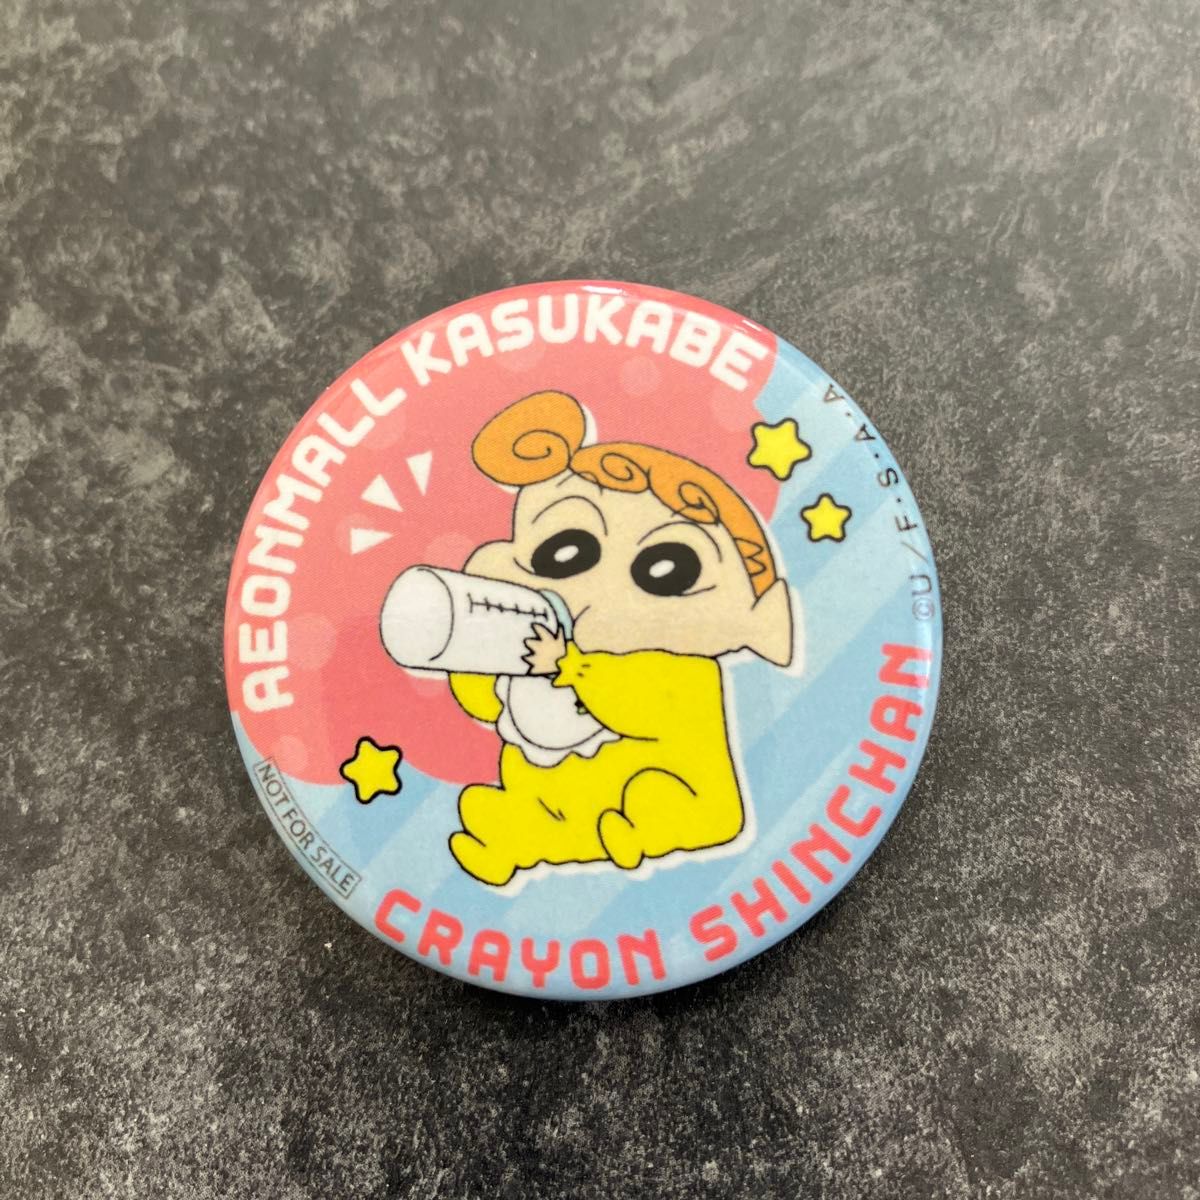 AEONMALL KASUKABE
©U/F・S・A・A
NOT FOR SALE
CRAYON SHINCHAN